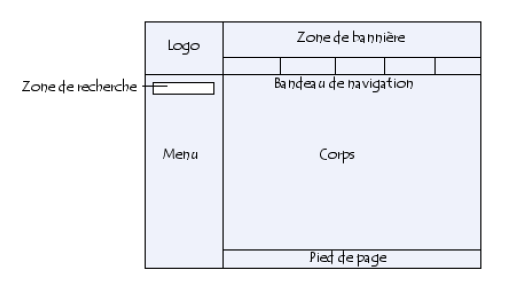 Logo
Zone de bannière
Bandeau de navigation
Zone de recherche
Menu
Corps
Pied de page